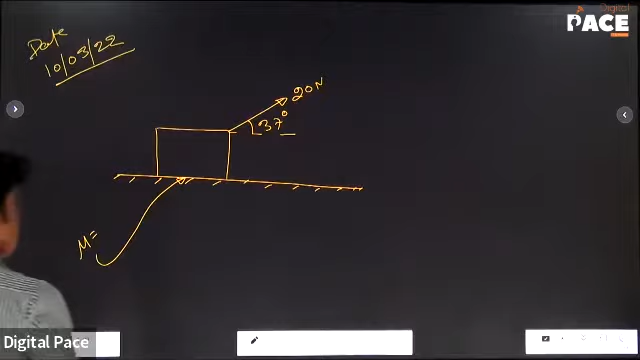 Date
10/03/22
20N
37°
μ=
Digital
PACE
Digital Pace